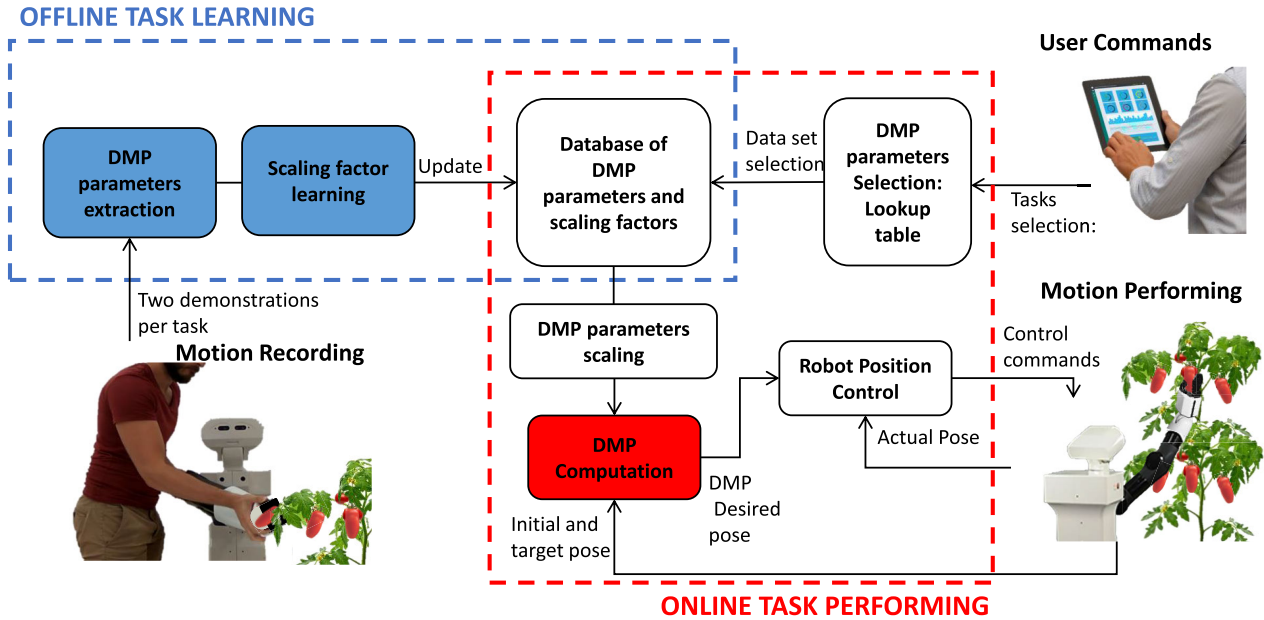 OFFLINE TASK LEARNING
User Commands
DMP
parameters
extraction
Scaling factor
learning
Update
Database of
DMP
parameters and
scaling factors
Data set
selection
DMP
parameters
Selection:
Lookup
table
Tasks
selection:
Two demonstrations
per task
Motion Recording
DMP parameters
scaling
DMP
Computation
Initial and
target pose
DMP
Desired
pose
Robot Position
Control
Actual Pose
Motion Performing
Control
commands
ONLINE TASK PERFORMING